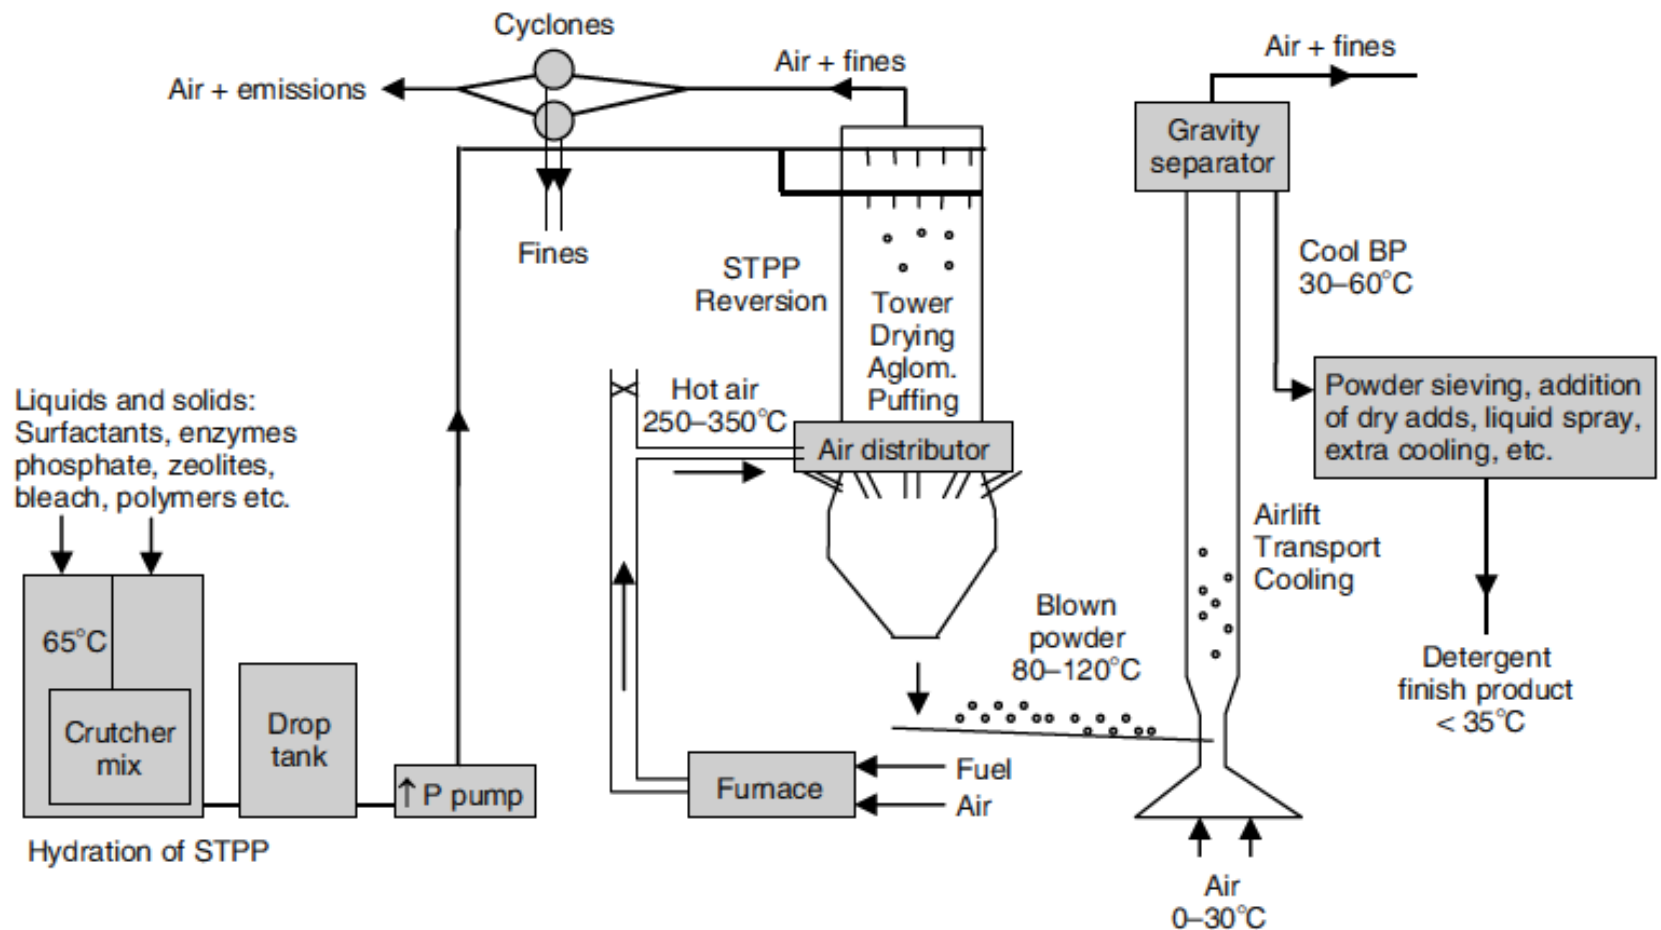 Cyclones
Air + fines
Air + emissions
Air + fines
Gravity
separator
Fines
STPP
Reversion
Tower
Drying
Aglom.
Puffing
Cool BP
30–60°C
Hot air
250–350°C
Air distributor
Powder sieving, addition
of dry adds, liquid spray,
extra cooling, etc.
Liquids and solids:
Surfactants, enzymes
phosphate, zeolites,
bleach, polymers etc.
Airlift
Transport
Cooling
65°C
Crutcher
mix
Drop
tank
↑ P pump
Blown
powder
80–120°C
Detergent
finish product
< 35°C
Furnace
Fuel
Air
Hydration of STPP
Air
0–30°C